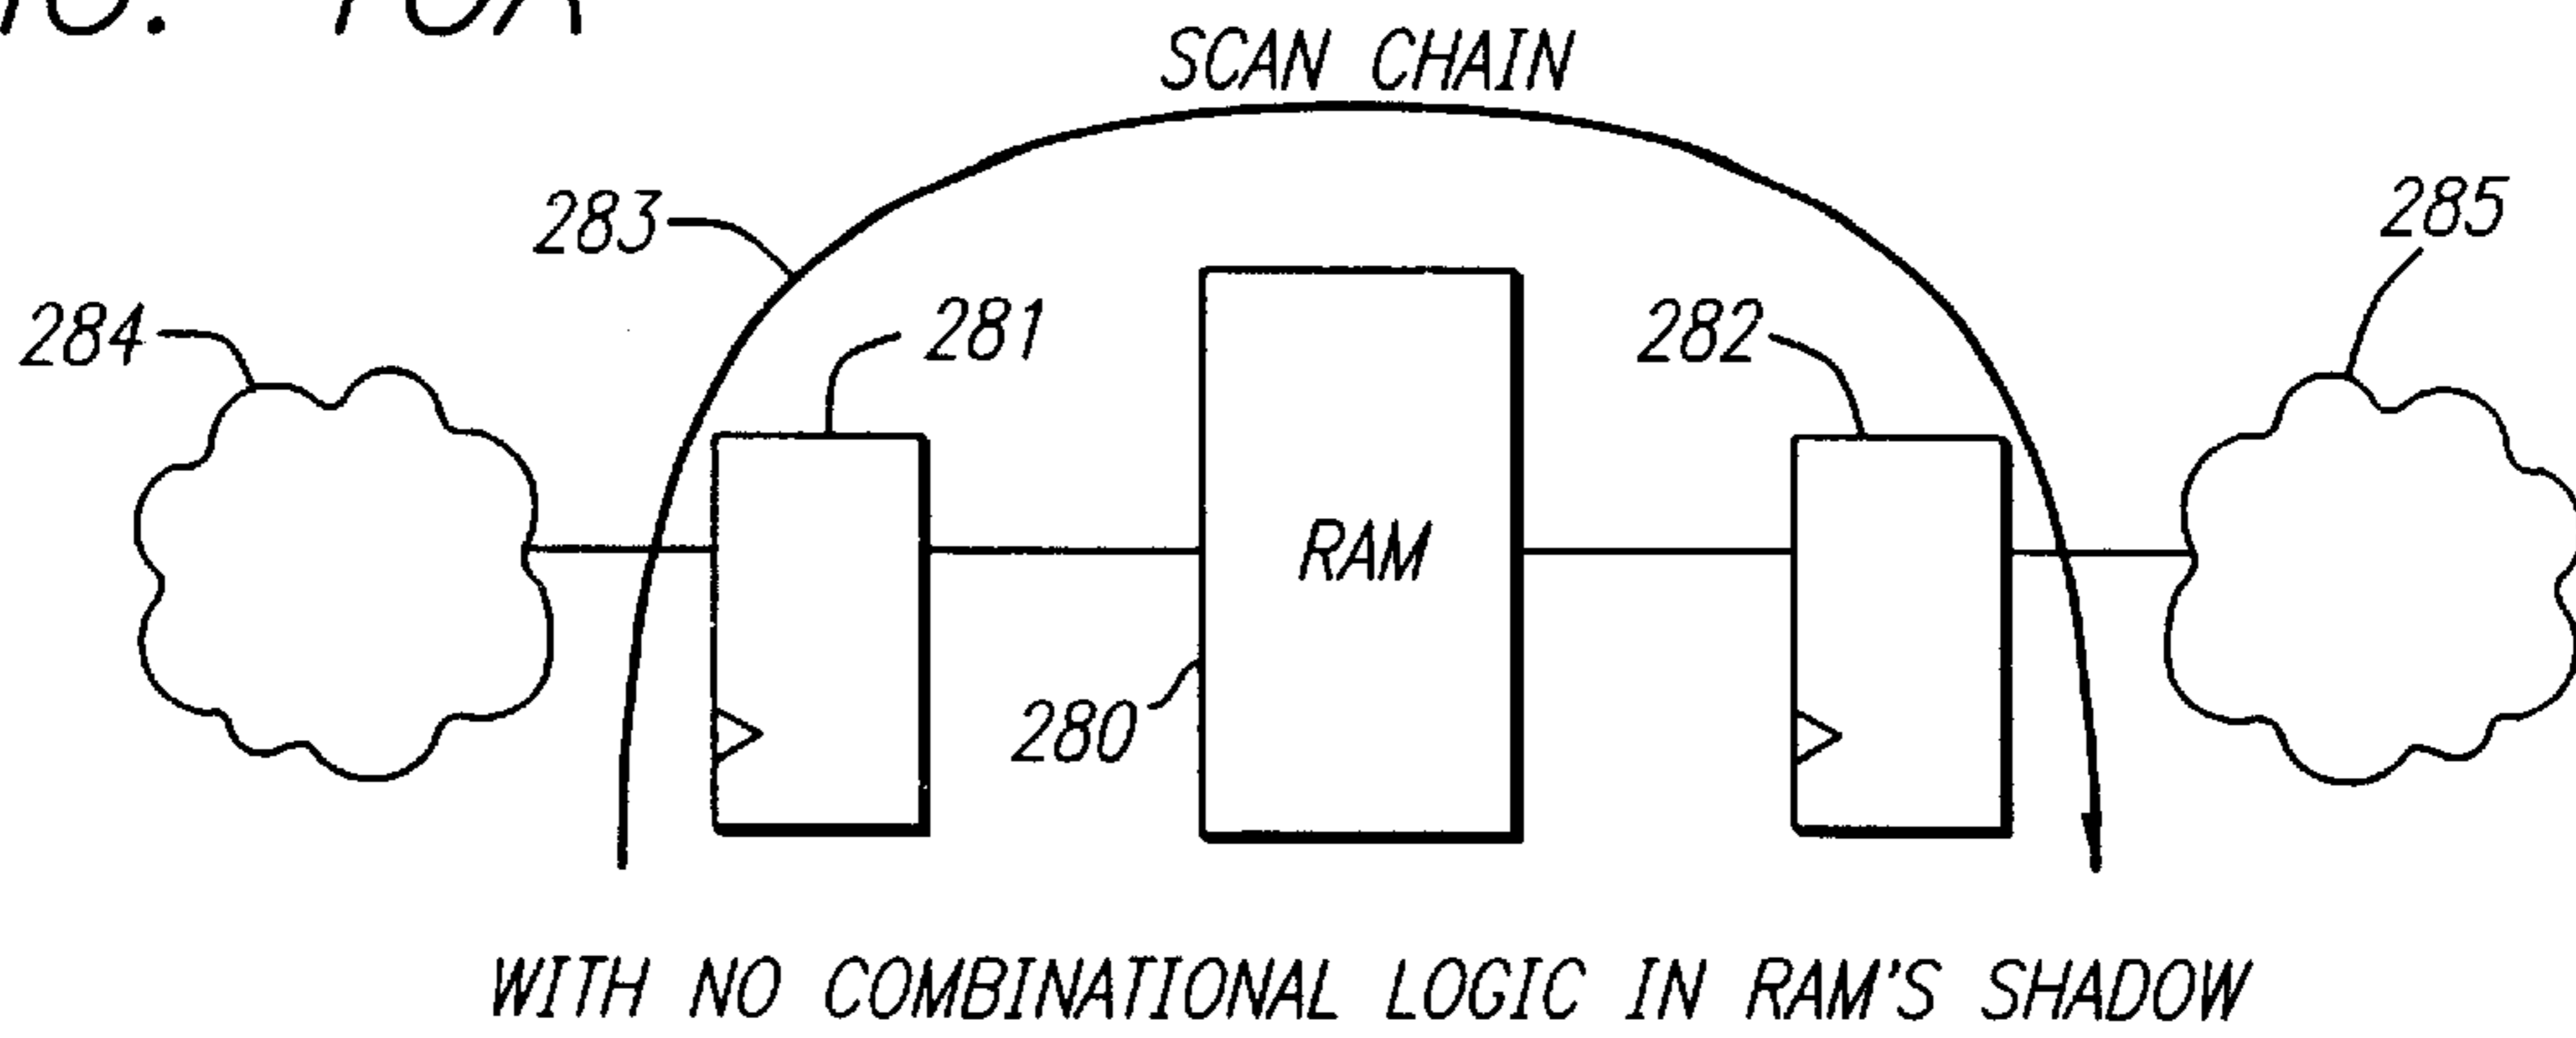 SCAN CHAIN
283
285
284
281
282
RAM
280
WITH NO COMBINATIONAL LOGIC IN RAM'S SHADOW